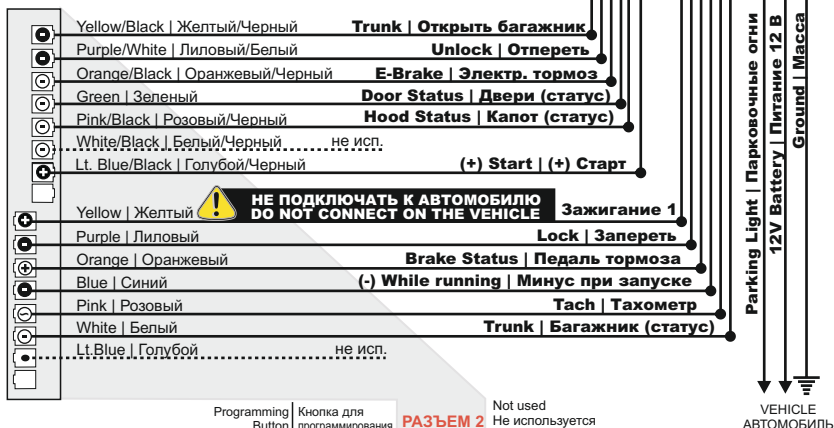 Yellow/Black | Желтый/Черный Trunk | Открыть багажник
Purple/White | Лиловый/Белый Unlock | Отпереть
Orange/Black | Оранжевый/Черный E-Brake | Электр. тормоз
Green | Зеленый Door Status | Двери (статус)
Pink/Black | Розовый/Черный Hood Status | Капот (статус)
White/Black | Белый/Черный не исп.
Lt. Blue/Black | Голубой/Черный (+) Start | (+) Старт
НЕ ПОДКЛЮЧАТЬ К АВТОМОБИЛЮ
DO NOT CONNECT ON THE VEHICLE
Yellow | Желтый Зажигание 1
Purple | Лиловый Lock | Запереть
Orange | Оранжевый Brake Status | Педаль тормоза
Blue | Синий (-) While running | Минус при запуске
Pink | Розовый Tach | Тахометр
White | Белый Trunk | Багажник (статус)
Lt.Blue | Голубой не исп.
Parking Light | Парковочные огни
12V Battery | Питание 12 В
Ground | Масса
VEHICLE
АВТОМОБИЛЬ
Programming | Кнопка для
Button | программирования
РАЗЪЕМ 2
Not used
Не используется